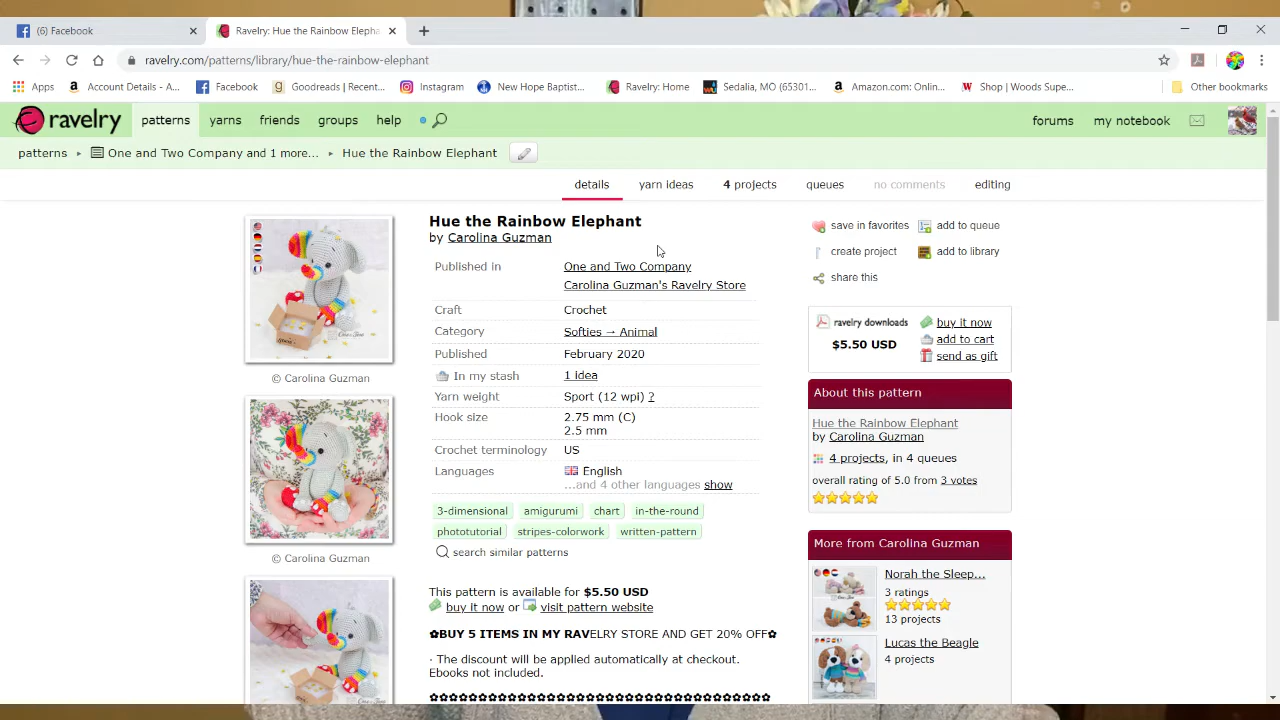 (6) Facebook
Ravelry: Hue the Rainbow Elepha
ravelry.com/patterns/library/hue-the-rainbow-elephant
Apps
Account Details - A...
Facebook
Goodreads | Recent...
Instagram
New Hope Baptist...
Ravelry: Home
Sedalia, MO (65301...
Amazon.com: Onlin...
Shop | Woods Supe...
Other bookmarks
ravelry
patterns
yarns
friends
groups
help
forums
my notebook
patterns
One and Two Company and 1 more...
Hue the Rainbow Elephant
details
yarn ideas
4 projects
queues
no comments
editing
© Carolina Guzman
© Carolina Guzman
Hue the Rainbow Elephant
by Carolina Guzman
Published in One and Two Company
Carolina Guzman's Ravelry Store
Craft Crochet
Category Softies → Animal
Published February 2020
In my stash 1 idea
Yarn weight Sport (12 wpi) ?
Hook size 2.75 mm (C)
2.5 mm
Crochet terminology US
Languages English
...and 4 other languages show
3-dimensional amigurumi chart in-the-round
phototutorial stripes-colorwork written-pattern
search similar patterns
This pattern is available for $5.50 USD
buy it now or visit pattern website
✿BUY 5 ITEMS IN MY RAVELRY STORE AND GET 20% OFF✿
· The discount will be applied automatically at checkout.
Ebooks not included.
✿✿✿✿✿✿✿✿✿✿✿✿✿✿✿✿✿✿✿✿✿✿✿✿✿✿✿✿✿✿✿✿✿
save in favorites
add to queue
create project
add to library
share this
ravelry downloads
$5.50 USD
buy it now
add to cart
send as gift
About this pattern
Hue the Rainbow Elephant
by Carolina Guzman
4 projects, in 4 queues
overall rating of 5.0 from 3 votes
More from Carolina Guzman
Norah the Sleep...
3 ratings
13 projects
Lucas the Beagle
4 projects